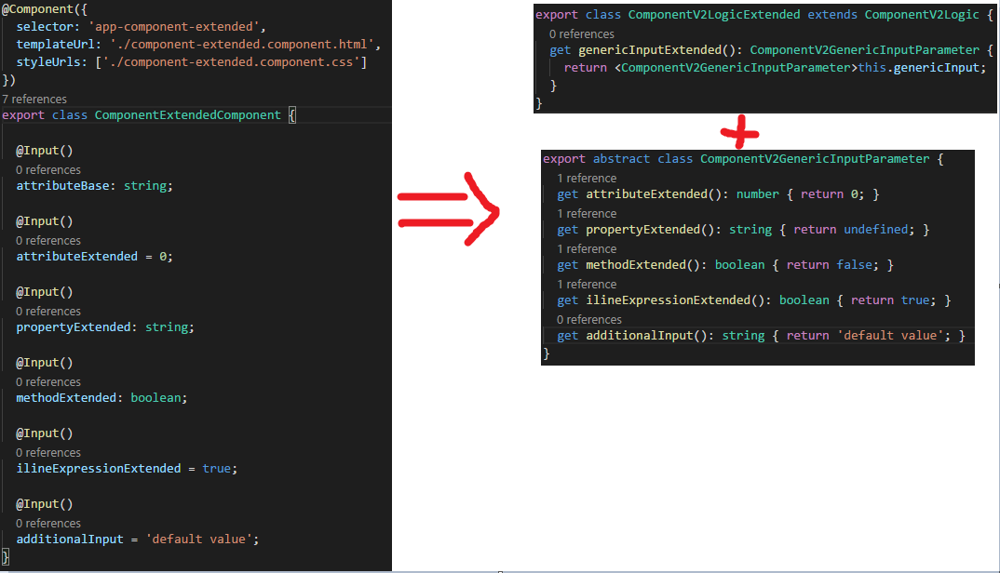 @Component({
selector: 'app-component-extended',
templateUrl: './component-extended.component.html',
styleUrls: ['./component-extended.component.css']
})
7 references
export class ComponentExtendedComponent {
@Input()
0 references
attributeBase: string;
@Input()
0 references
attributeExtended = 0;
@Input()
0 references
propertyExtended: string;
@Input()
0 references
methodExtended: boolean;
@Input()
0 references
ilineExpressionExtended = true;
@Input()
0 references
additionalInput = 'default value';
}
export class ComponentV2LogicExtended extends ComponentV2Logic {
0 references
get genericInputExtended(): ComponentV2GenericInputParameter {
return <ComponentV2GenericInputParameter>this.genericInput;
}
}
+
export abstract class ComponentV2GenericInputParameter {
1 reference
get attributeExtended(): number { return 0; }
1 reference
get propertyExtended(): string { return undefined; }
1 reference
get methodExtended(): boolean { return false; }
1 reference
get ilineExpressionExtended(): boolean { return true; }
0 references
get additionalInput(): string { return 'default value'; }
}